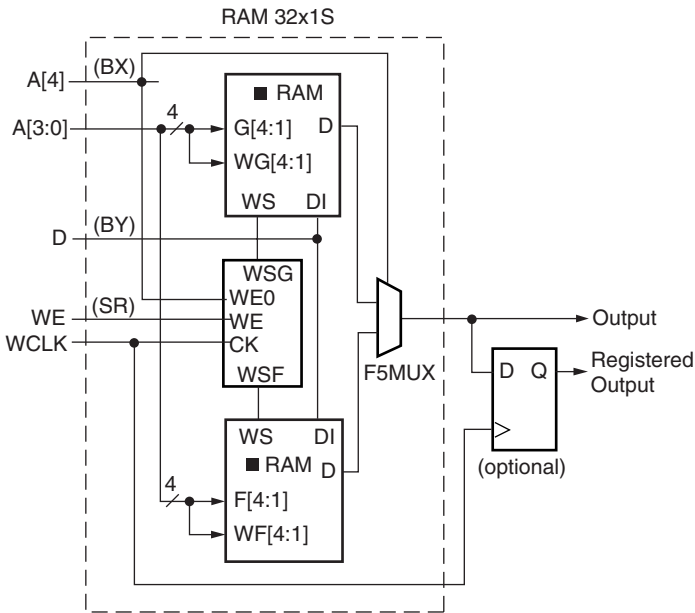 RAM 32x1S
A[4]
(BX)
A[3:0]
4
RAM
G[4:1]
D
WG[4:1]
WS
DI
D
(BY)
WSG
WE0
WE
(SR)
WE
WCLK
CK
WSF
F5MUX
Output
D
Q
Registered
Output
(optional)
WS
DI
RAM
D
4
F[4:1]
WF[4:1]